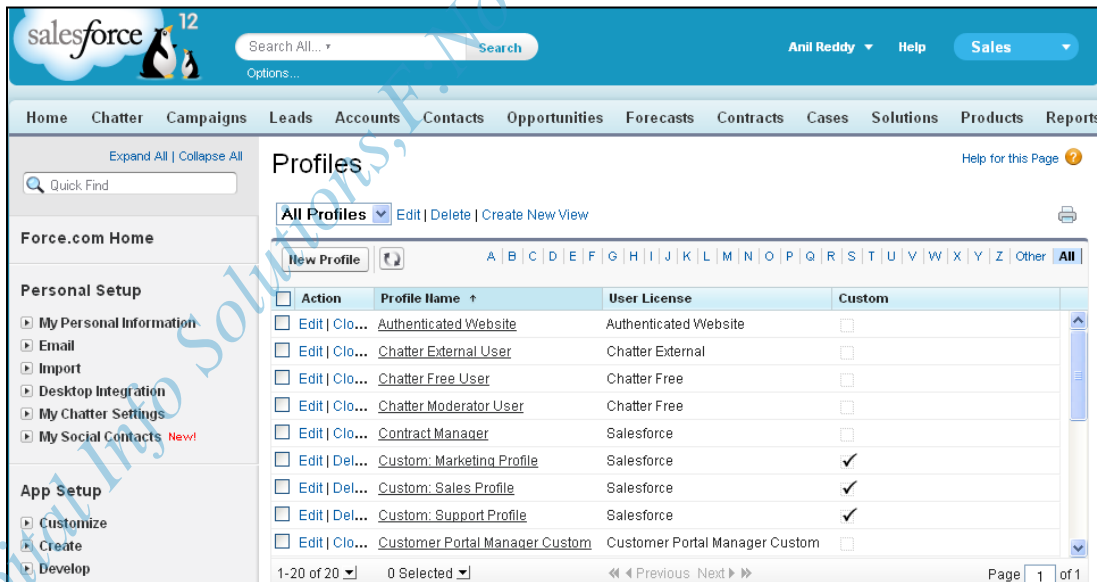 salesforce 12
Search All... Search Anil Reddy Help Sales
Options...
Home Chatter Campaigns Leads Accounts Contacts Opportunities Forecasts Contracts Cases Solutions Products Reports
Expand All | Collapse All
Quick Find
Force.com Home
Personal Setup
My Personal Information
Email
Import
Desktop Integration
My Chatter Settings
My Social Contacts New!
App Setup
Customize
Create
Develop
Profiles
Help for this Page ?
All Profiles Edit | Delete | Create New View
New Profile A | B | C | D | E | F | G | H | I | J | K | L | M | N | O | P | Q | R | S | T | U | V | W | X | Y | Z | Other All
Action Profile Name User License Custom
Edit | Clo... Authenticated Website Authenticated Website
Edit | Clo... Chatter External User Chatter External
Edit | Clo... Chatter Free User Chatter Free
Edit | Clo... Chatter Moderator User Chatter Free
Edit | Clo... Contract Manager Salesforce
Edit | Del... Custom: Marketing Profile Salesforce
Edit | Del... Custom: Sales Profile Salesforce
Edit | Del... Custom: Support Profile Salesforce
Edit | Clo... Customer Portal Manager Custom Customer Portal Manager Custom
1-20 of 20 0 Selected Previous Next Page 1 of 1
Info Solutions,F.No